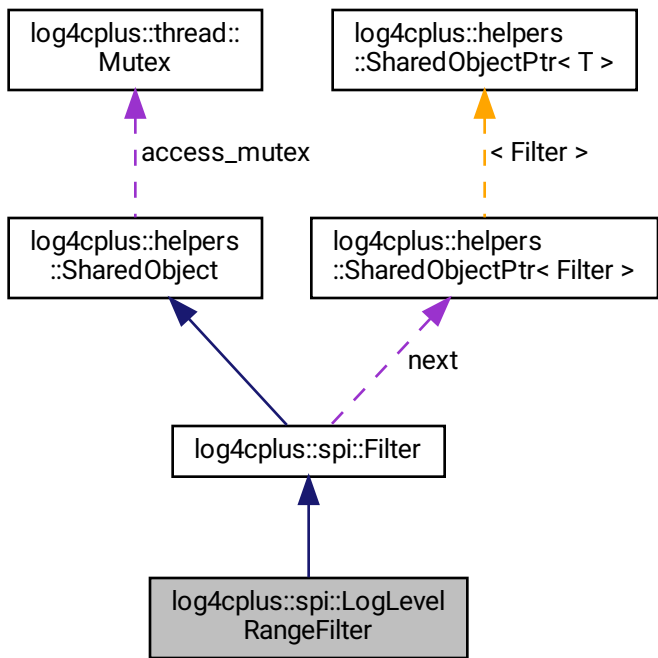 log4cplus::thread::
Mutex
log4cplus::helpers
::SharedObjectPtr< T >
access_mutex
< Filter >
log4cplus::helpers
::SharedObject
log4cplus::helpers
::SharedObjectPtr< Filter >
next
log4cplus::spi::Filter
log4cplus::spi::LogLevel
RangeFilter